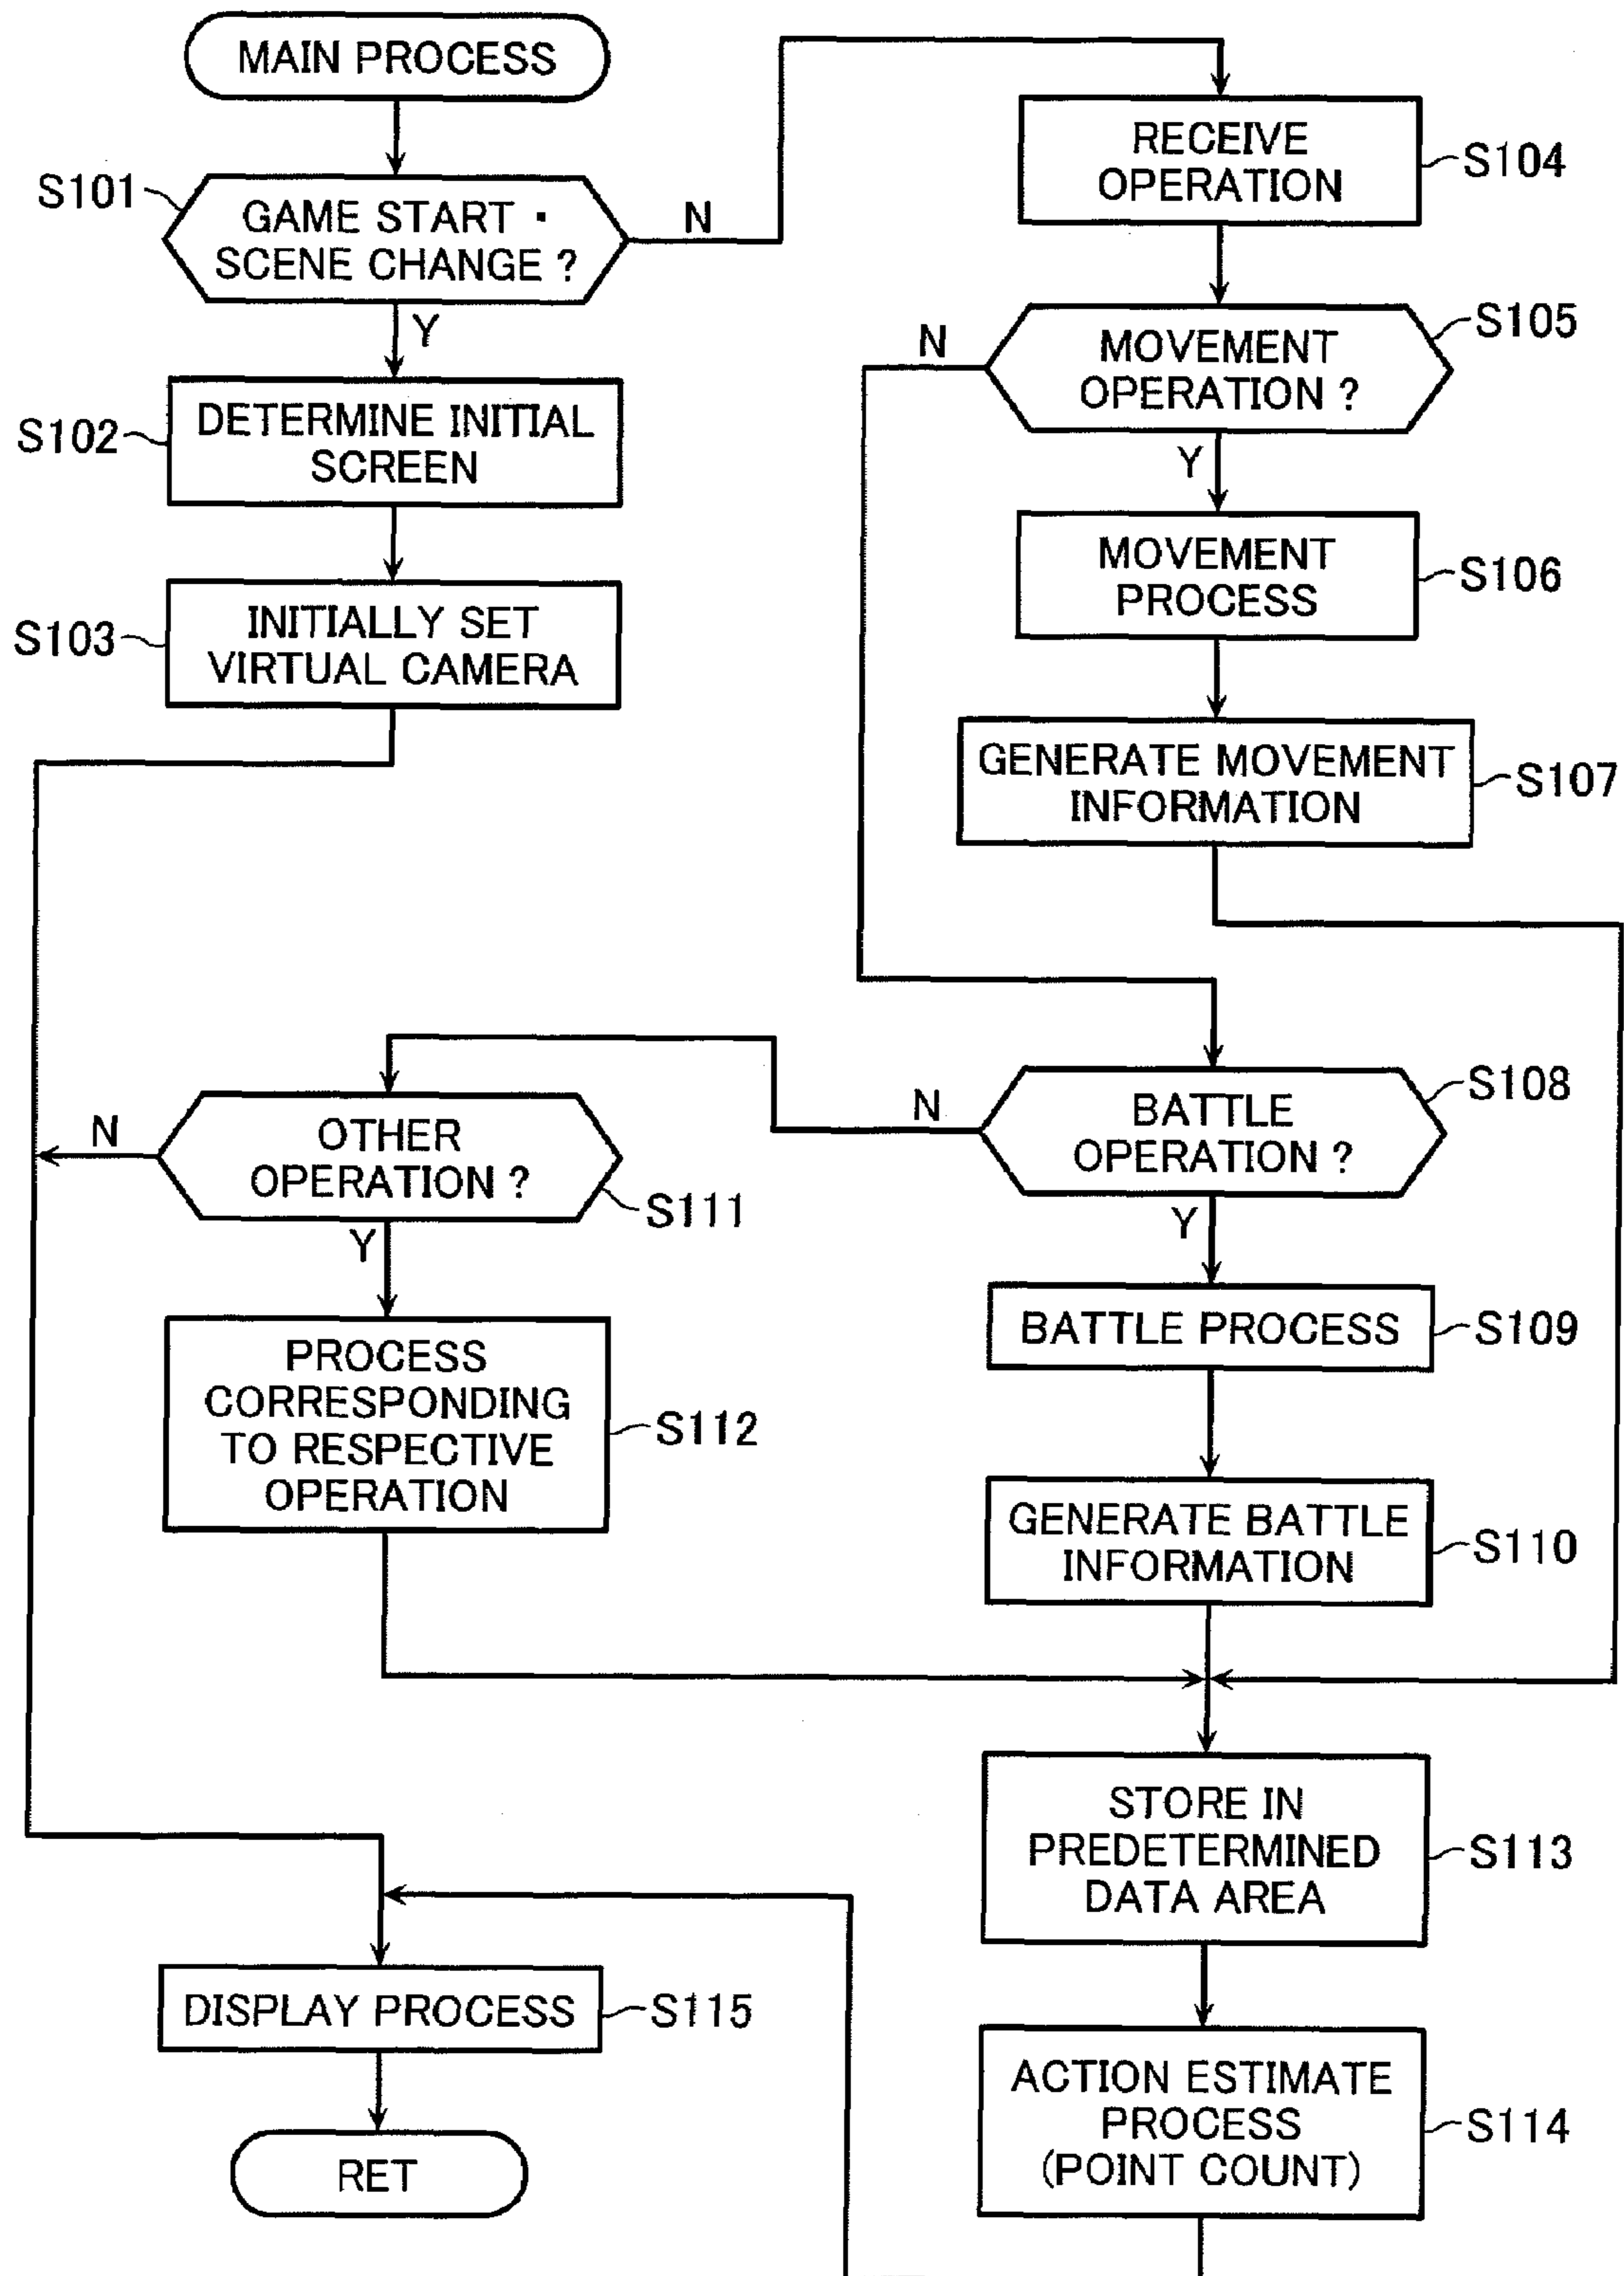 MAIN PROCESS
S101
GAME START ・
SCENE CHANGE ?
N
Y
S102
DETERMINE INITIAL
SCREEN
S103
INITIALLY SET
VIRTUAL CAMERA
RECEIVE
OPERATION
S104
MOVEMENT
OPERATION ?
S105
N
Y
MOVEMENT
PROCESS
S106
GENERATE MOVEMENT
INFORMATION
S107
BATTLE
OPERATION ?
S108
N
Y
BATTLE PROCESS
S109
GENERATE BATTLE
INFORMATION
S110
OTHER
OPERATION ?
S111
N
Y
PROCESS
CORRESPONDING
TO RESPECTIVE
OPERATION
S112
STORE IN
PREDETERMINED
DATA AREA
S113
ACTION ESTIMATE
PROCESS
(POINT COUNT)
S114
DISPLAY PROCESS
S115
RET